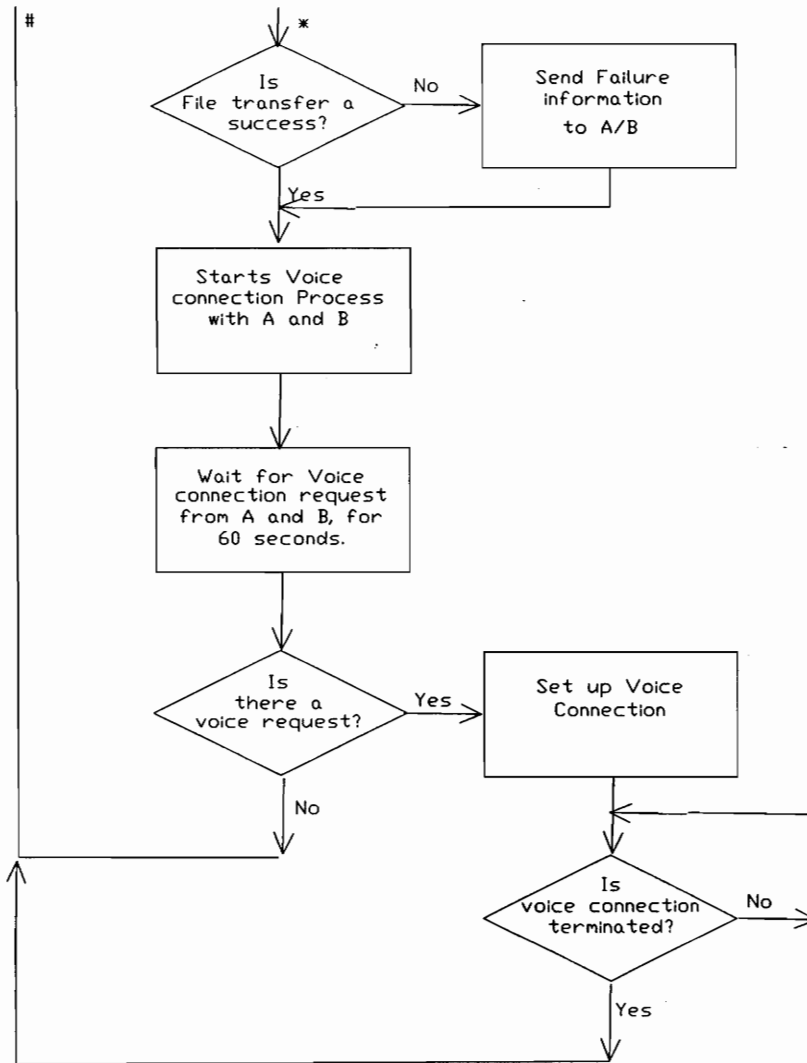 #
*
Is
File transfer a
success?
No
Send Failure
information
to A/B
Yes
Starts Voice
connection Process
with A and B
Wait for Voice
connection request
from A and B, for
60 seconds.
Is
there a
voice request?
Yes
Set up Voice
Connection
No
Is
voice connection
terminated?
No
Yes